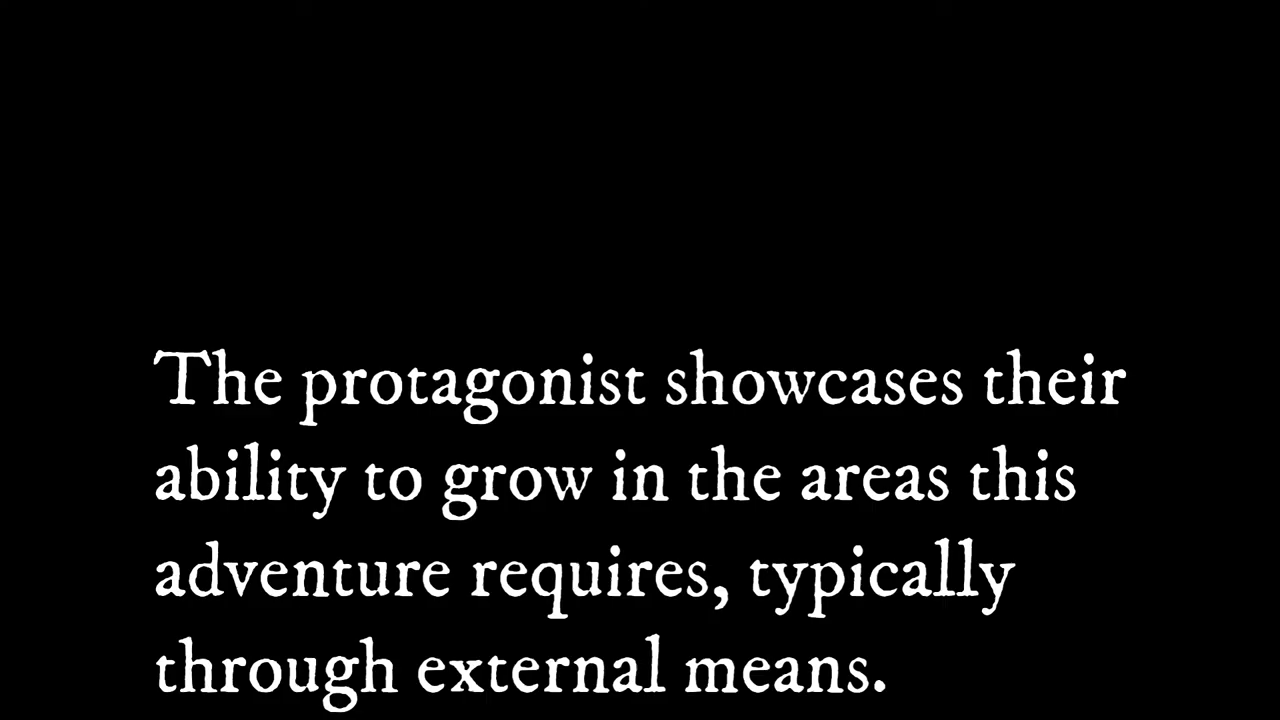 The protagonist showcases their
ability to grow in the areas this
adventure requires, typically
through external means.